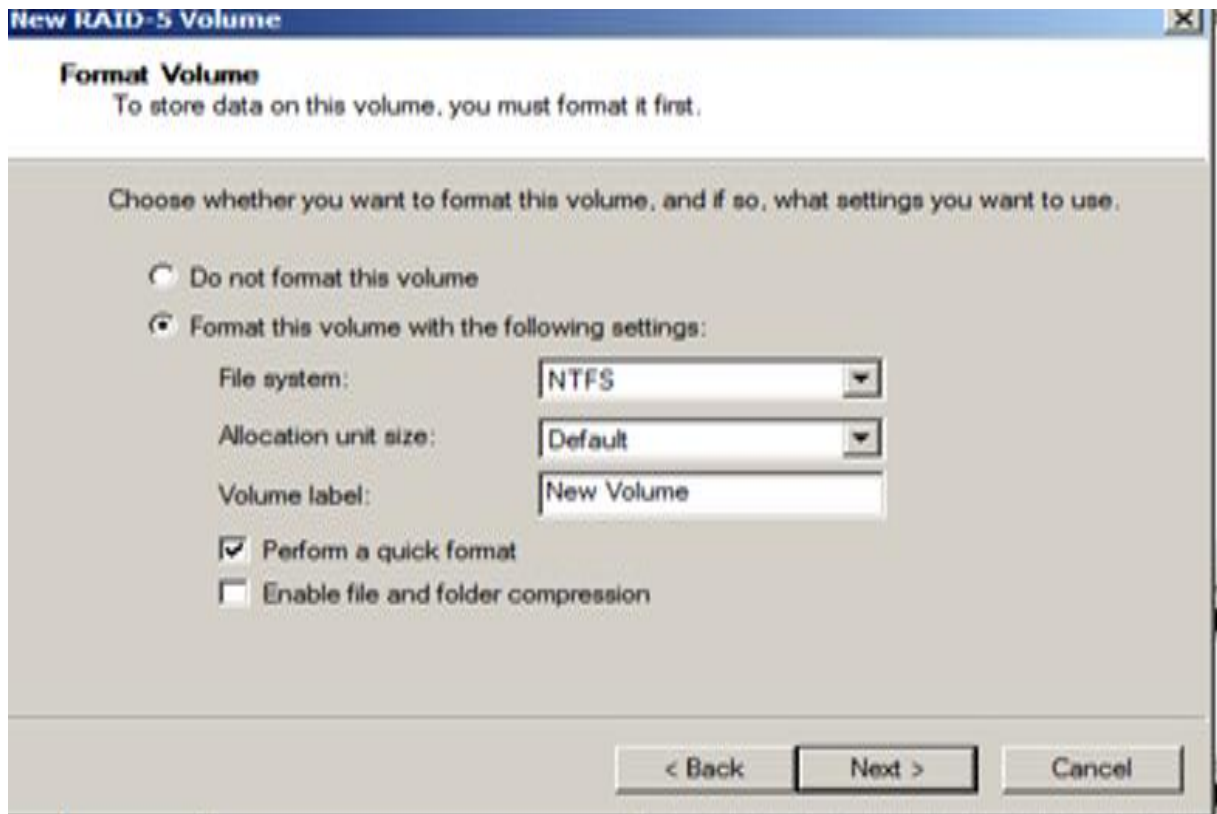 New RAID-5 Volume
Format Volume
To store data on this volume, you must format it first.
Choose whether you want to format this volume, and if so, what settings you want to use.
Do not format this volume
Format this volume with the following settings:
File system: NTFS
Allocation unit size: Default
Volume label: New Volume
Perform a quick format
Enable file and folder compression
< Back Next > Cancel